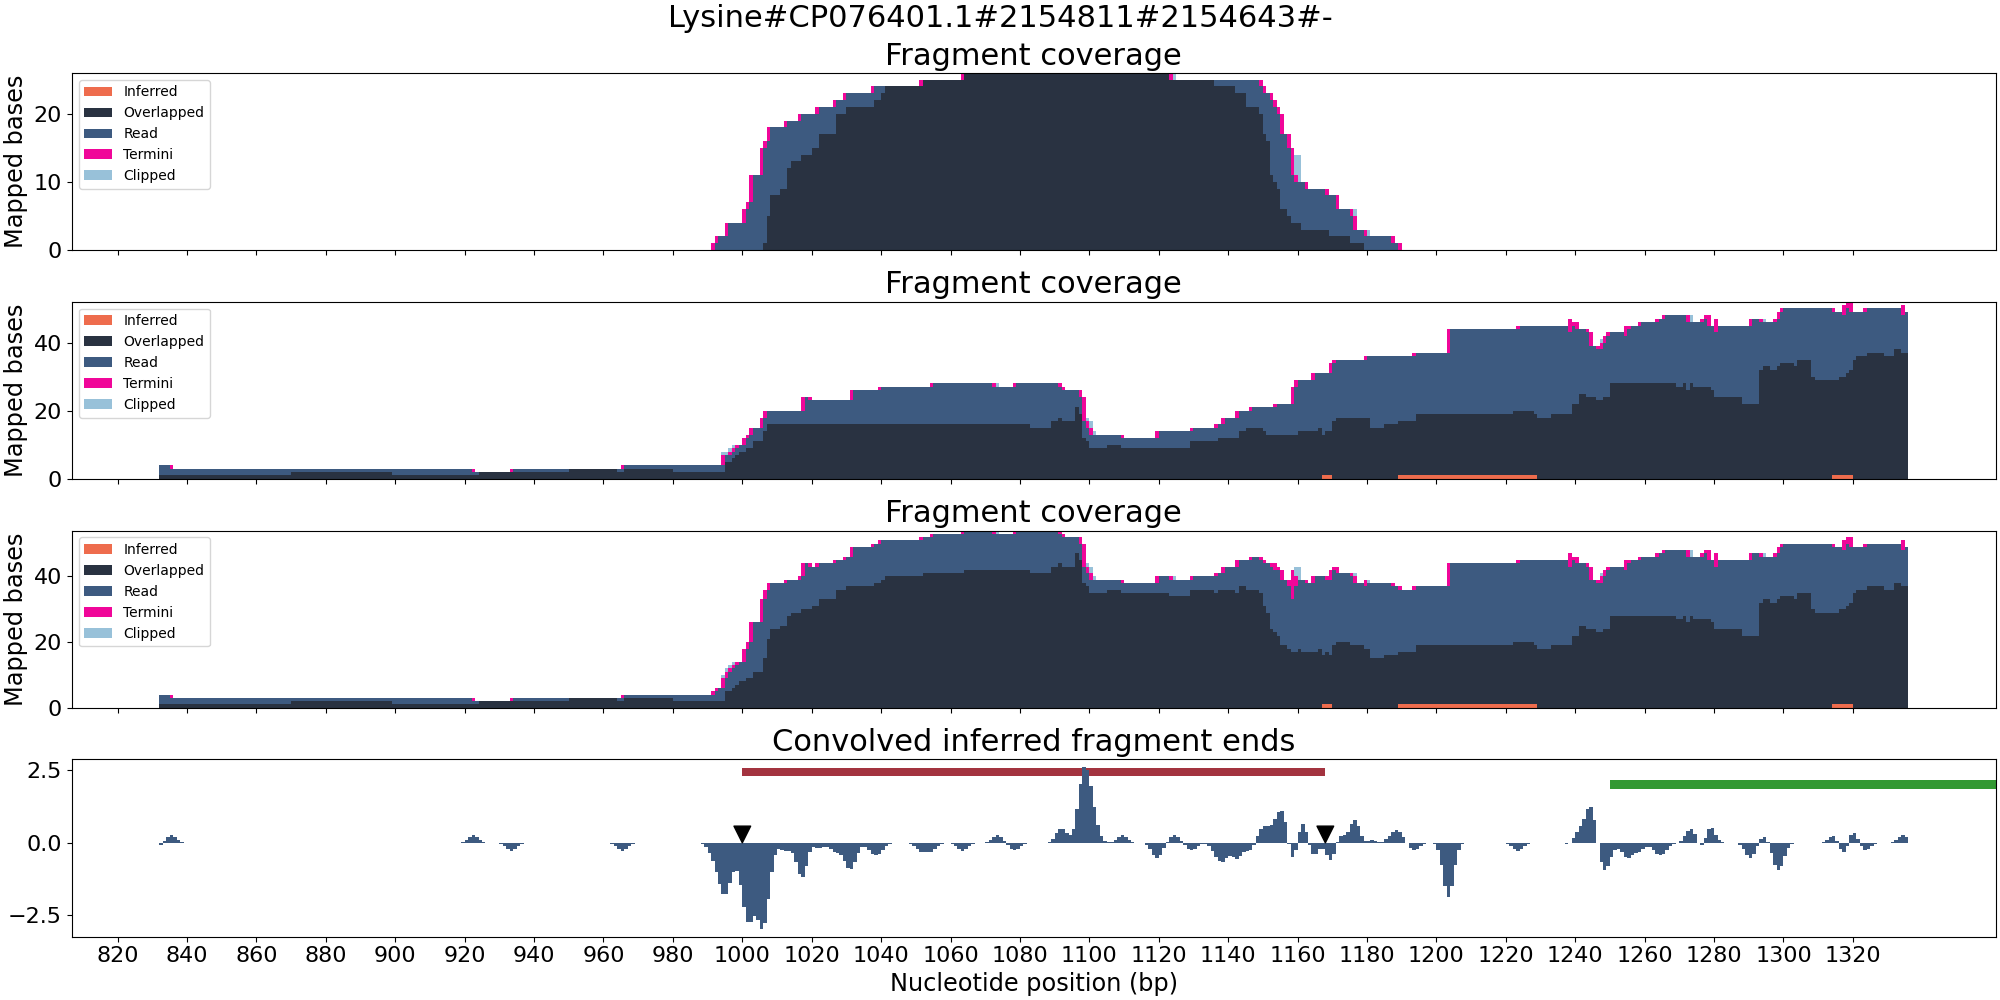 Lysine#CP076401.1#2154811#2154643#-
Fragment coverage
Mapped bases
20
10
0
Inferred
Overlapped
Read
Termini
Clipped
Fragment coverage
Mapped bases
40
20
0
Inferred
Overlapped
Read
Termini
Clipped
Fragment coverage
Mapped bases
40
20
0
Inferred
Overlapped
Read
Termini
Clipped
Convolved inferred fragment ends
2.5
0.0
−2.5
820 840 860 880 900 920 940 960 980 1000 1020 1040 1060 1080 1100 1120 1140 1160 1180 1200 1220 1240 1260 1280 1300 1320
Nucleotide position (bp)